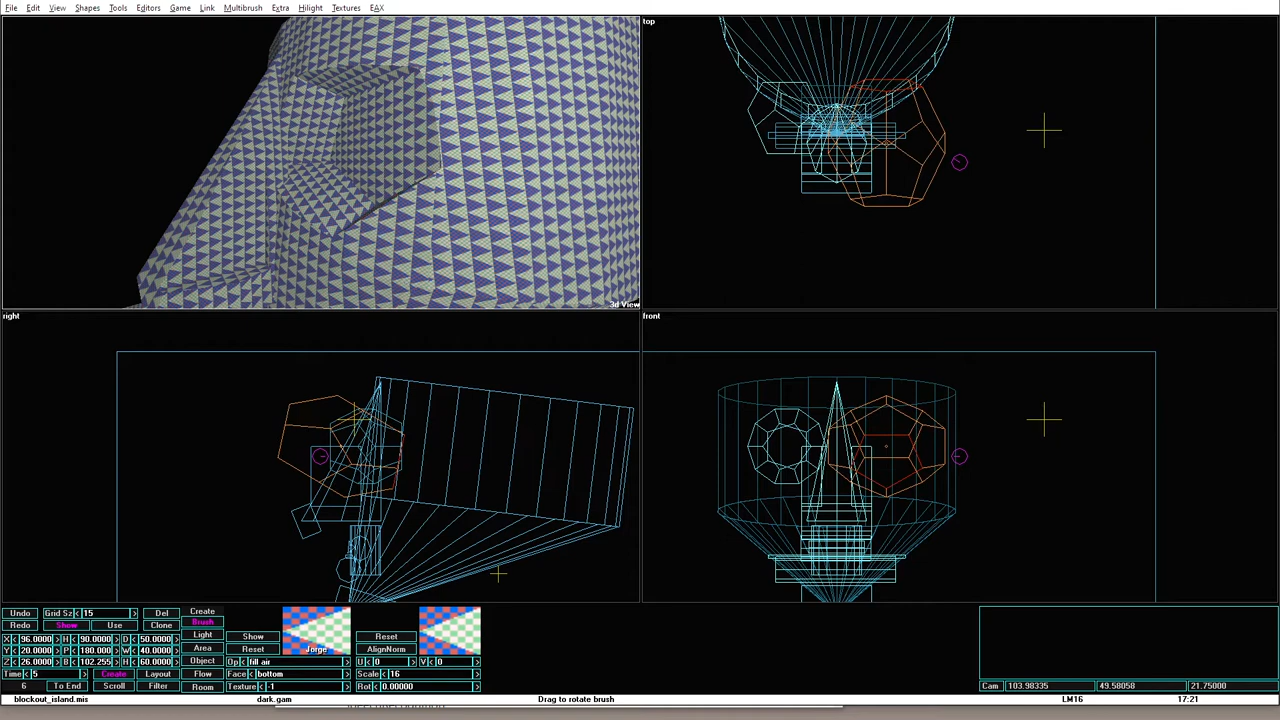 File Edit View Shapes Tools Editors Game Link Multibrush Extra Hilight Textures EAX
top
3d View
right
front
Undo Grid Sz < 15 > Del Create
Redo Show Use Clone Brush
X < 96.0000 > H < 90.0000 > D < 50.0000 > Light Show Jorge Reset
Y < 20.0000 > P < 180.000 > W < 40.0000 > Area Reset AlignNorm
Z < 26.0000 > B < 102.255 > H < 60.0000 > Object Op < fill air > U < 0 > V < 0 >
Time < 5 > Create Layout Flow Face < bottom > Scale < 16 >
6 To End Scroll Filter Room Texture < -1 > Rot < 0.00000 > Cam 103.98335 49.58058 21.75000
blockout_island.mis dark.gam Drag to rotate brush LM16 17:21